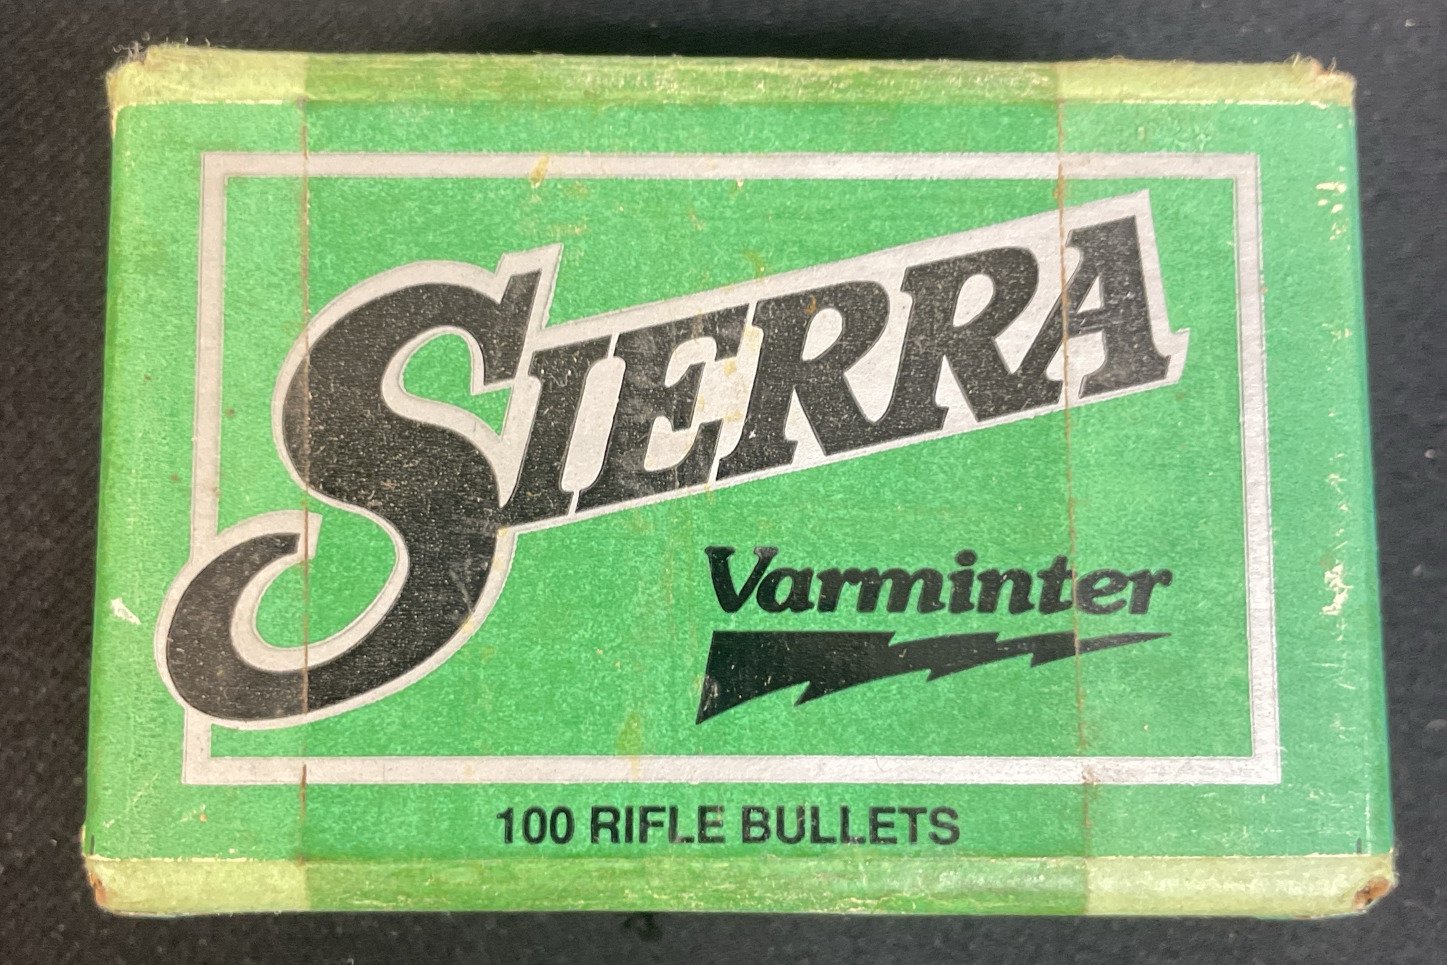 SIERRA
Varminter
100 RIFLE BULLETS